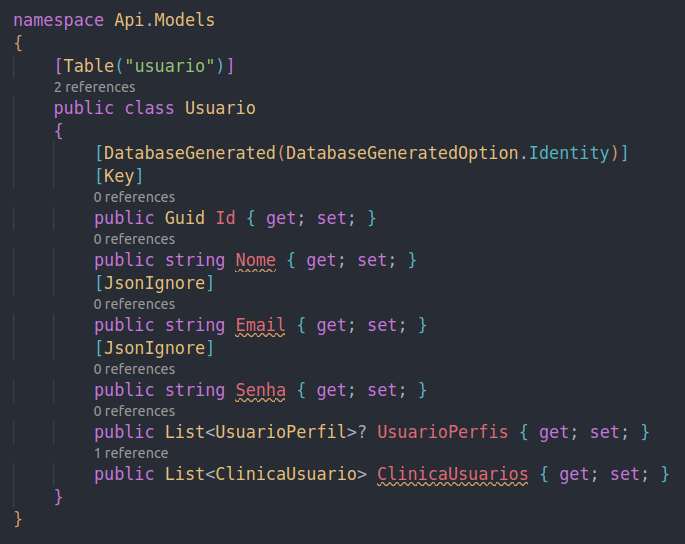 namespace Api.Models
{
[Table("usuario")]
2 references
public class Usuario
{
[DatabaseGenerated(DatabaseGeneratedOption.Identity)]
[Key]
0 references
public Guid Id { get; set; }
0 references
public string Nome { get; set; }
[JsonIgnore]
0 references
public string Email { get; set; }
[JsonIgnore]
0 references
public string Senha { get; set; }
0 references
public List<UsuarioPerfil>? UsuarioPerfis { get; set; }
1 reference
public List<ClinicaUsuario> ClinicaUsuarios { get; set; }
}
}